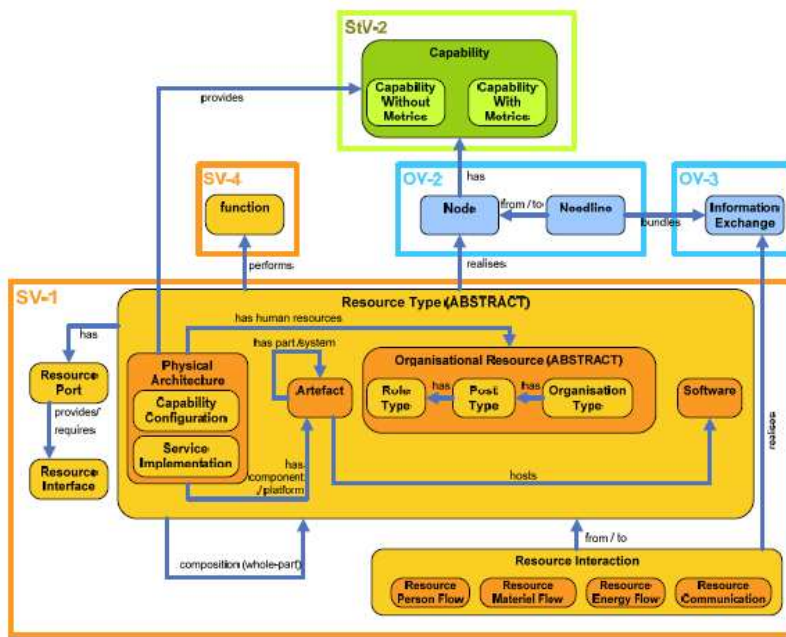 StV-2
Capability
Capability
Without
Metrics
Capability
With
Metrics
provides
SV-4
function
OV-2
has
Node
from / to
Needline
bundles
OV-3
Information
Exchange
performs
realises
SV-1
Resource Type (ABSTRACT)
has
has human resources
has part /system
Resource
Port
provides/
requires
Resource
Interface
Physical
Architecture
Capability
Configuration
Service
Implementation
Artefact
Organisational Resource (ABSTRACT)
Role
Type
has
Post
Type
has
Organisation
Type
Software
has
/component
/platform
hosts
realises
composition (whole-part)
from / to
Resource Interaction
Resource
Person Flow
Resource
Materiel Flow
Resource
Energy Flow
Resource
Communication